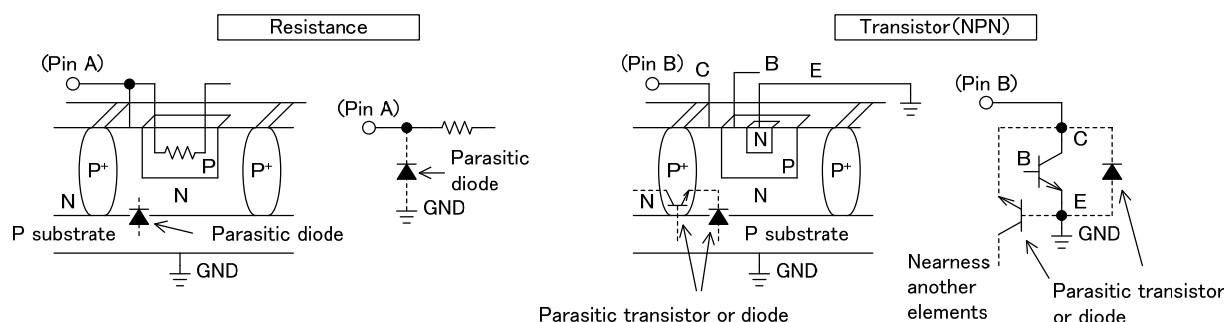 Resistance
(Pin A)
P+
P
P+
N
N
P substrate
Parasitic diode
GND
(Pin A)
Parasitic
diode
GND
Transistor(NPN)
(Pin B)
C
B
E
P+
N
P
P+
N
N
P substrate
GND
Parasitic transistor or diode
(Pin B)
C
B
E
GND
Nearness
another
elements
Parasitic transistor
or diode